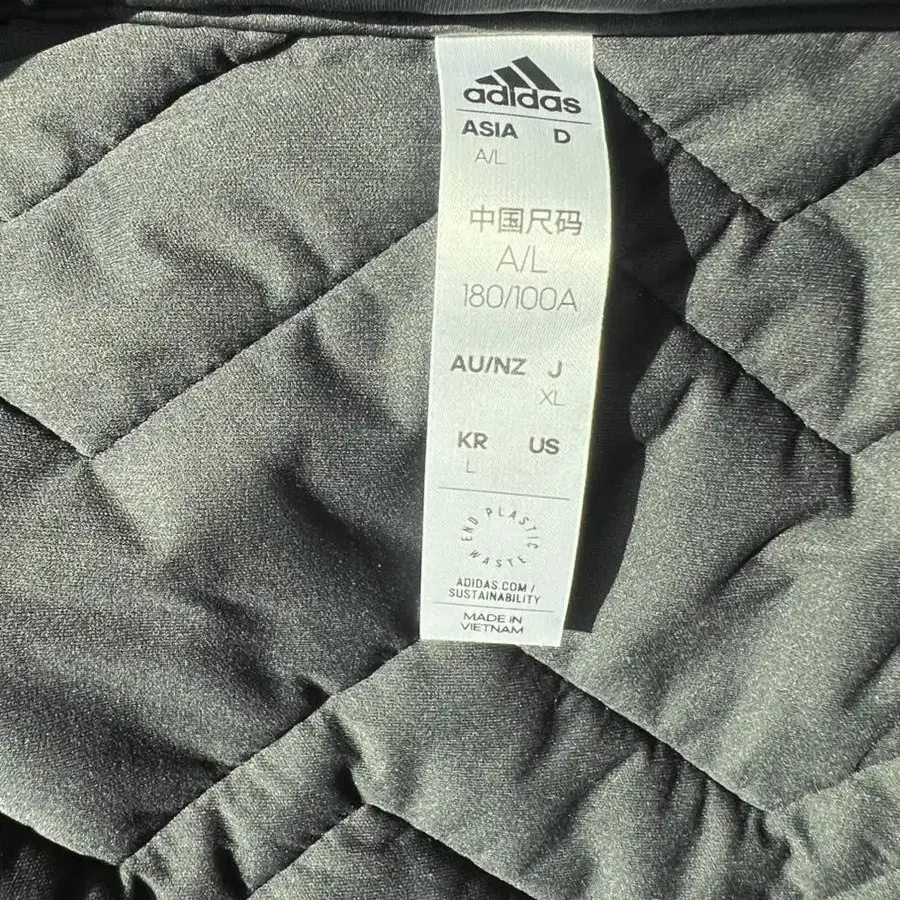 adidas
ASIA D
A/L
中国尺码
A/L
180/100A
AU/NZ J
XL
KR US
L
END PLASTIC WASTE
ADIDAS.COM/
SUSTAINABILITY
MADE IN
VIETNAM